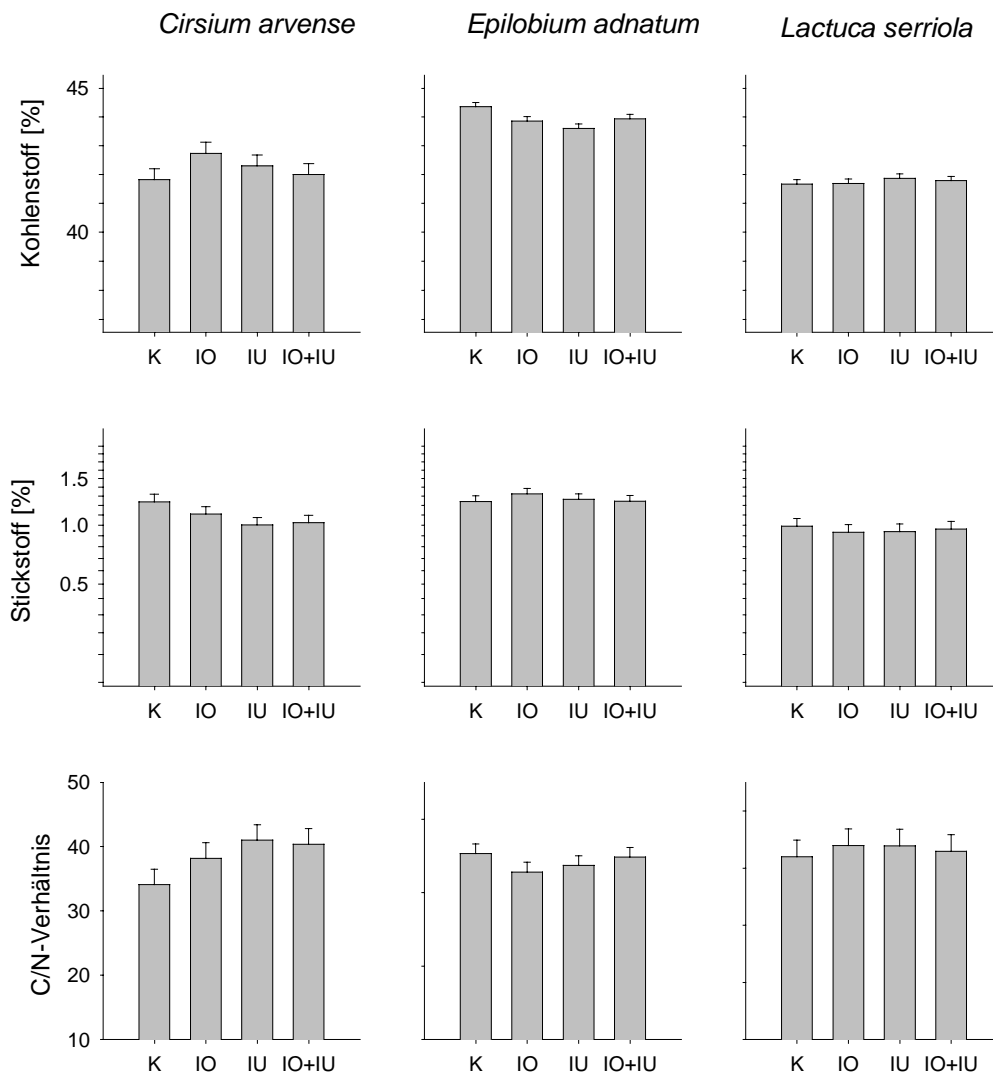 Cirsium arvense
Epilobium adnatum
Lactuca serriola
Kohlenstoff [%]
45
40
K IO IU IO+IU
K IO IU IO+IU
K IO IU IO+IU
Stickstoff [%]
1.5
1.0
0.5
K IO IU IO+IU
K IO IU IO+IU
K IO IU IO+IU
C/N-Verhältnis
50
40
30
20
10
K IO IU IO+IU
K IO IU IO+IU
K IO IU IO+IU